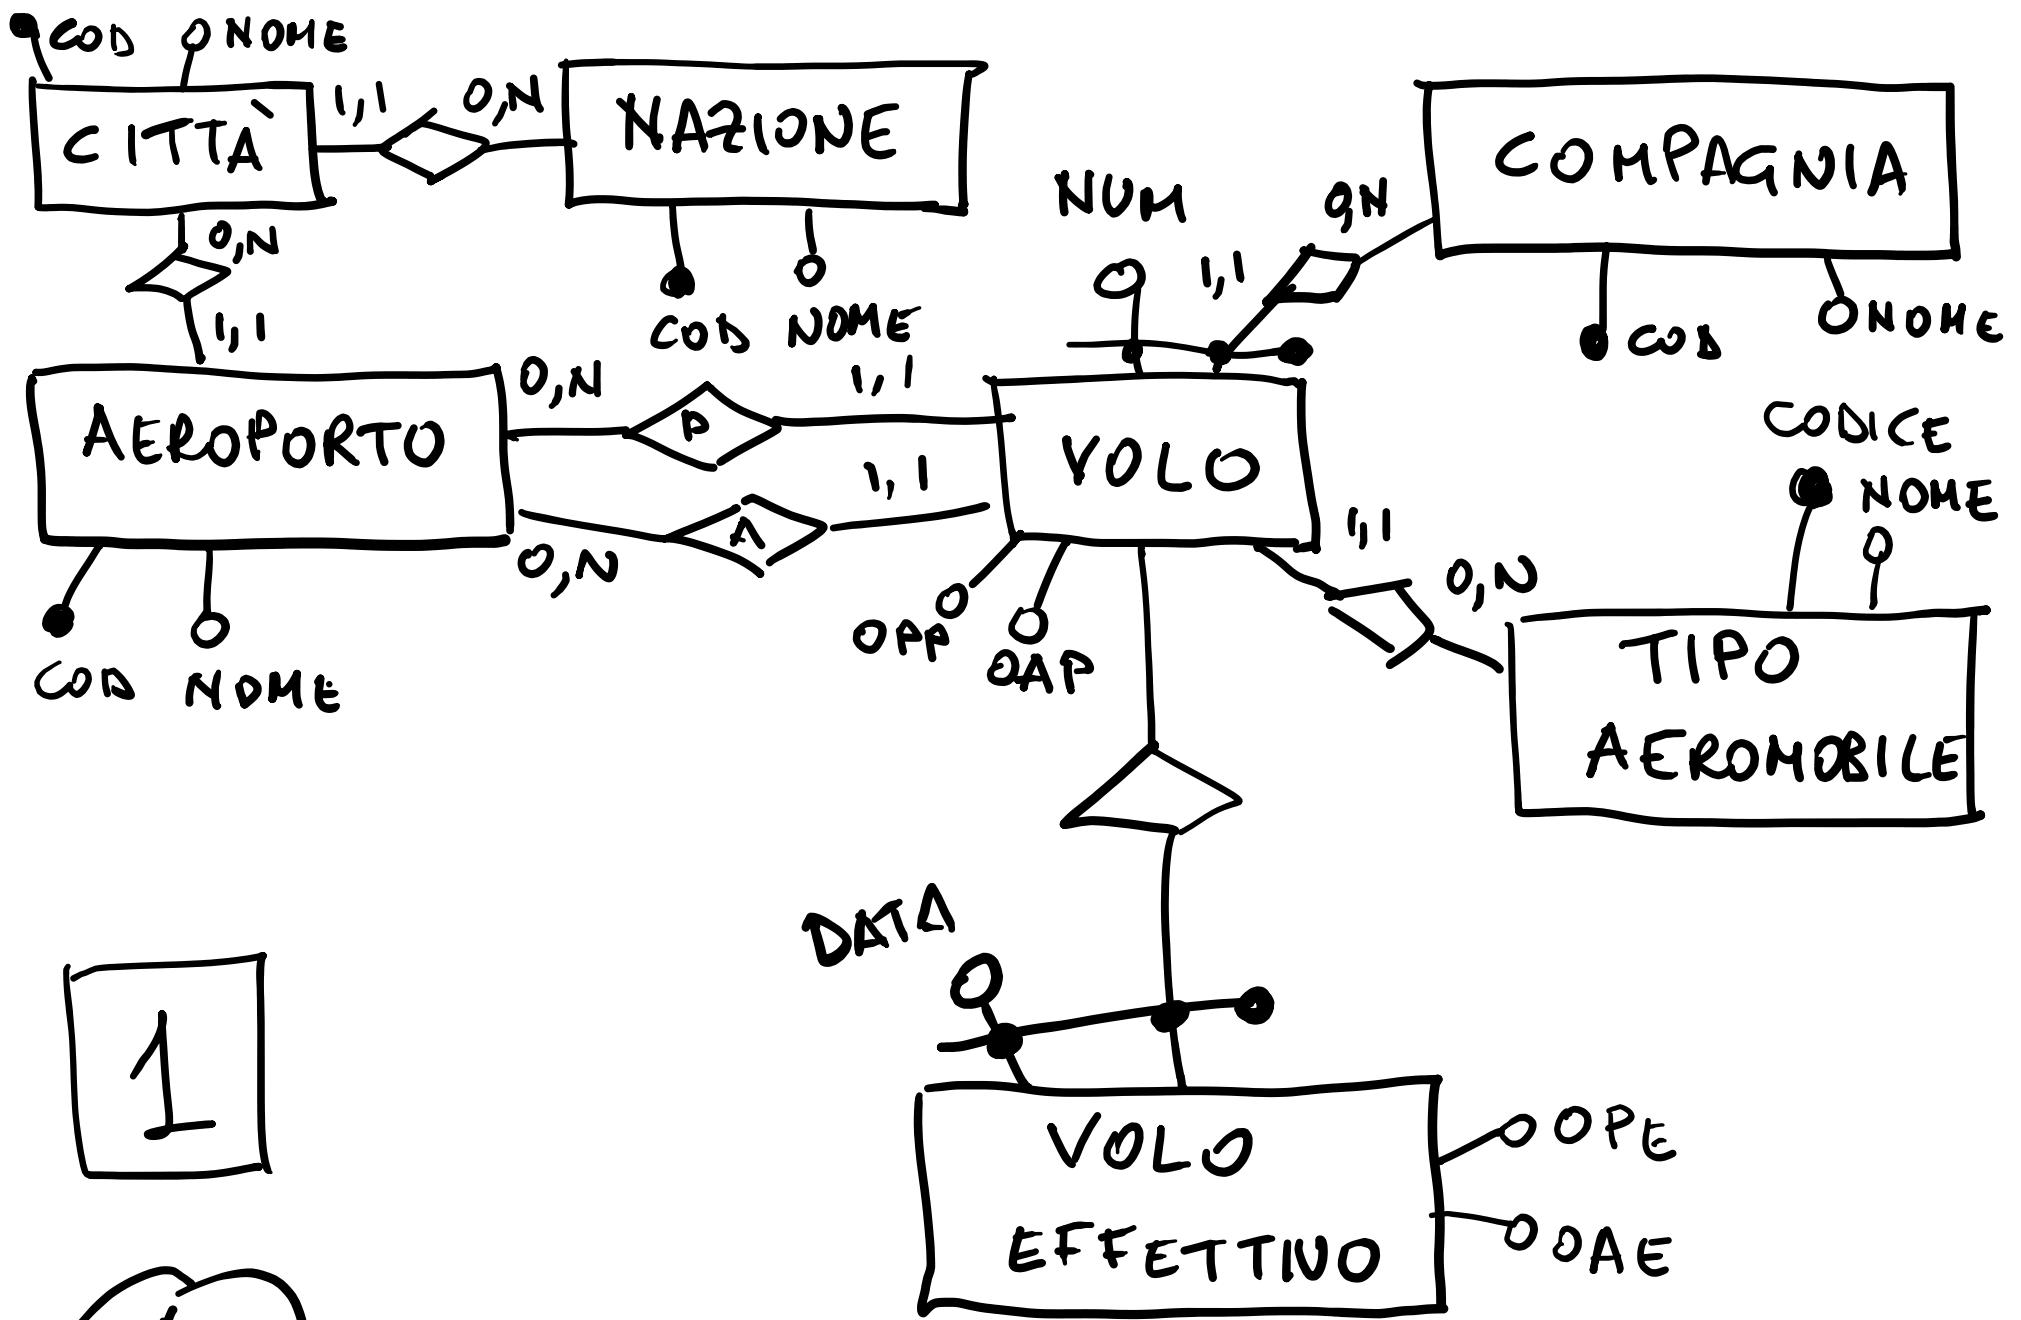 COD NOME
CITTÀ
1,1
0,N
NAZIONE
COMPAGNIA
0,N
1,1
COD NOME
NUM
1,1
0,N
COD
NOME
AEROPORTO
0,N
P
1,1
VOLO
CODICE
NOME
0,N
A
1,1
1,1
0,N
COD NOME
OPP
OAP
TIPO
AEROMOBILE
DATA
1
VOLO
EFFETTIVO
OPE
OAE